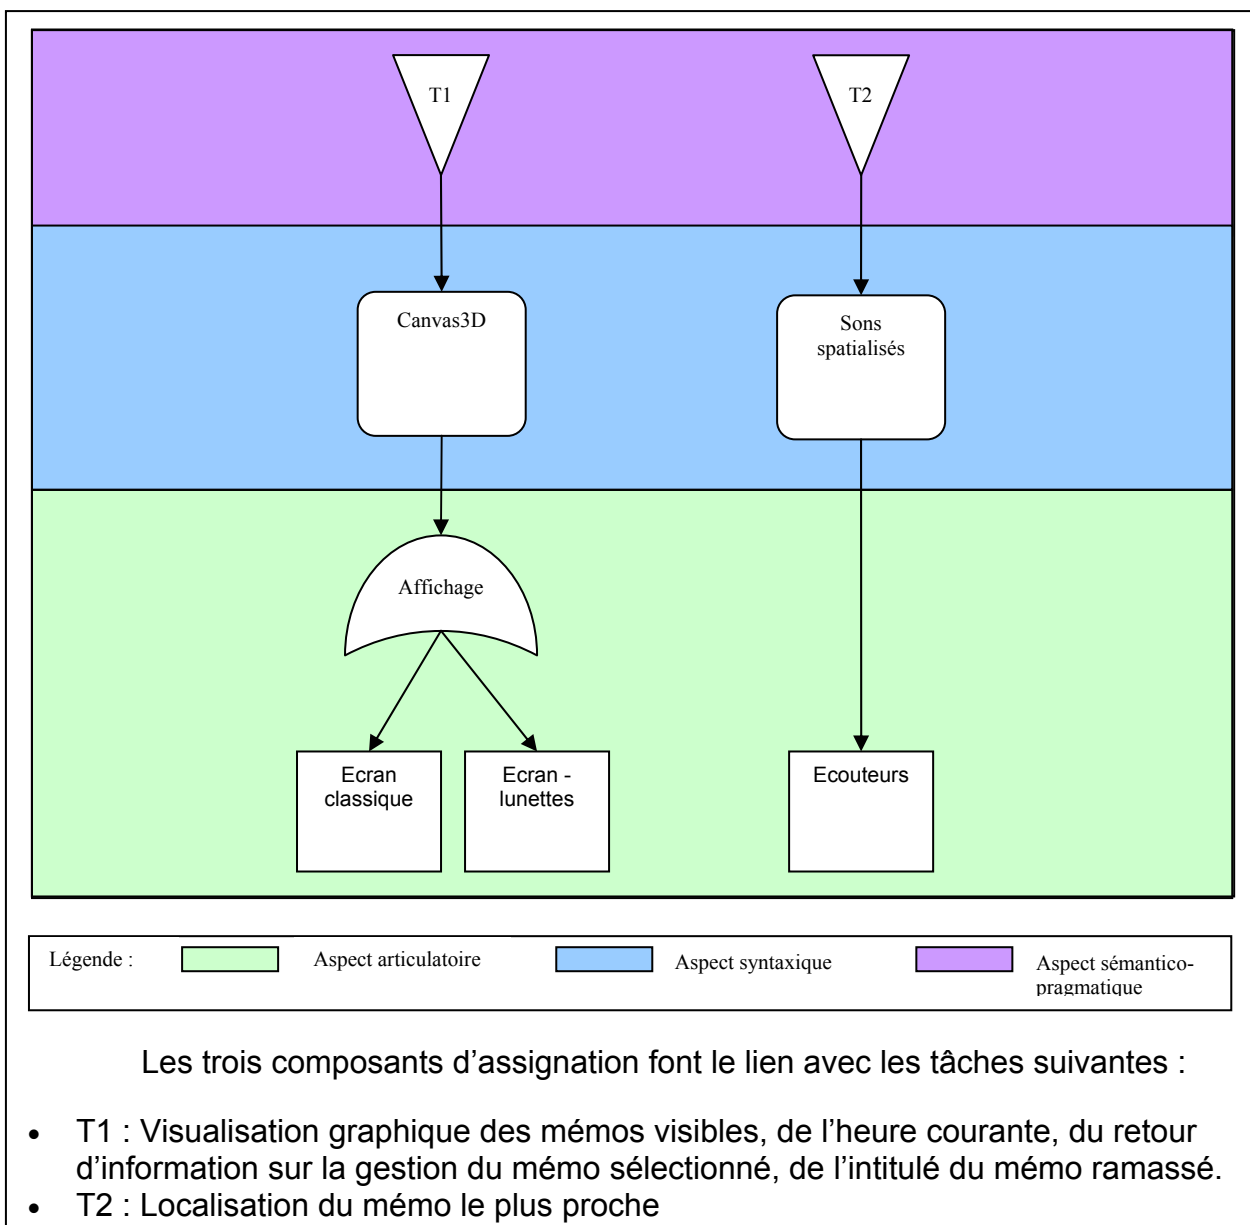 T1
T2
Canvas3D
Sons
spatialisés
Affichage
Ecran
classique
Ecran -
lunettes
Ecouteurs
Légende :
Aspect articulatoire
Aspect syntaxique
Aspect sémantico-
pragmatique
Les trois composants d’assignation font le lien avec les tâches suivantes :
• T1 : Visualisation graphique des mémos visibles, de l’heure courante, du retour
d’information sur la gestion du mémo sélectionné, de l’intitulé du mémo ramassé.
• T2 : Localisation du mémo le plus proche